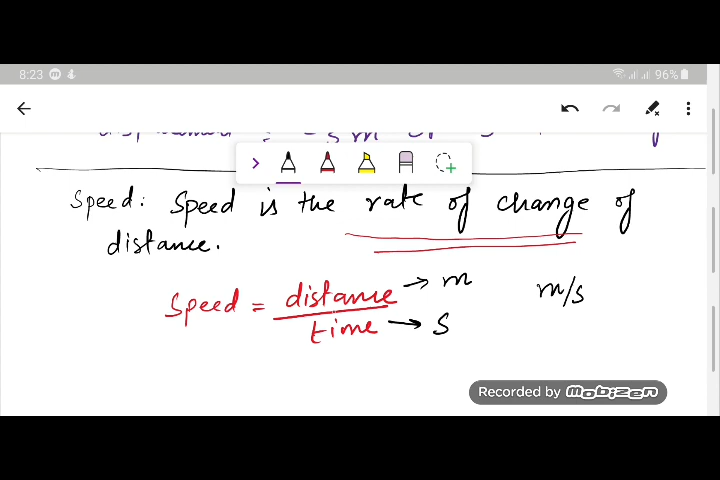 8:23 96%
Speed: Speed is the rate of change of
distance.
Speed = distance → m m/s
time → s
Recorded by mobizen